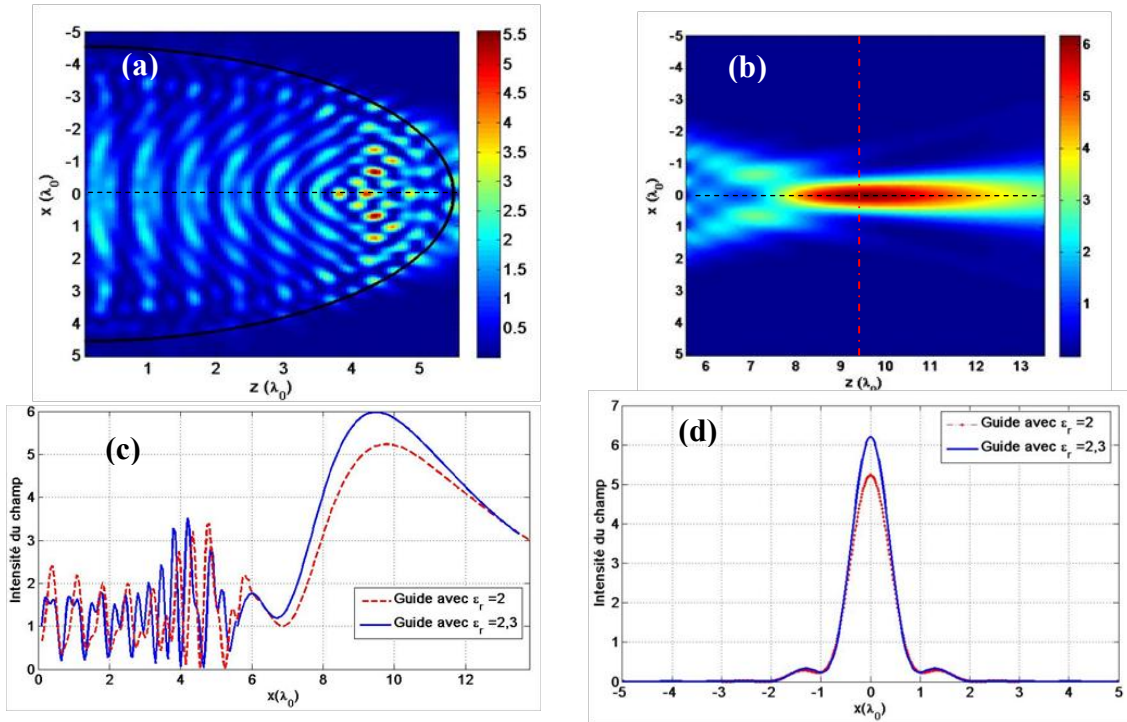 (a)
-5
-4
-3
-2
-1
0
1
2
3
4
5
x (λ₀)
1 2 3 4 5
z (λ₀)
5.5
5
4.5
4
3.5
3
2.5
2
1.5
1
0.5
(b)
-5
-4
-3
-2
-1
0
1
2
3
4
5
x (λ₀)
6 7 8 9 10 11 12 13
z (λ₀)
6
5
4
3
2
1
(c)
6
5
4
3
2
1
0
Intensité du champ
Guide avec εr =2
Guide avec εr =2,3
0 2 4 6 8 10 12
x(λ₀)
(d)
7
6
5
4
3
2
1
0
Intensité du champ
Guide avec εr =2
Guide avec εr =2,3
-5 -4 -3 -2 -1 0 1 2 3 4 5
x(λ₀)